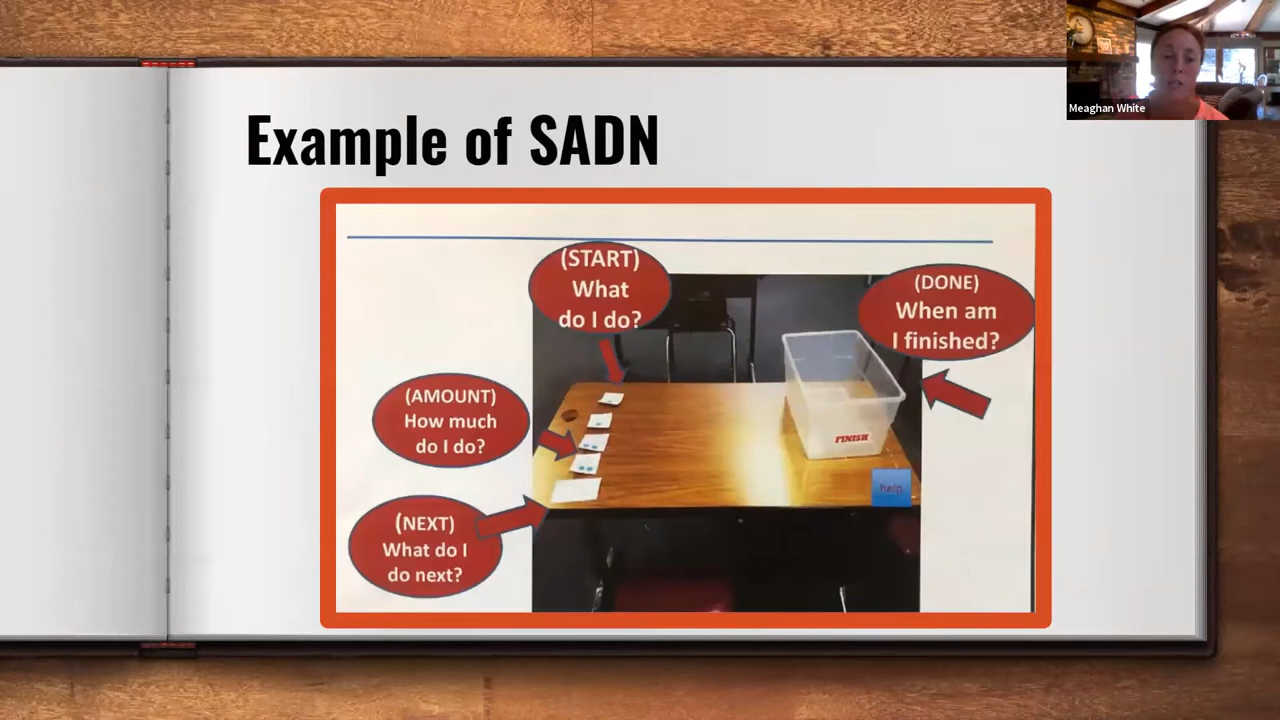 Meaghan White
Example of SADN
(START)
What
do I do?
(DONE)
When am
I finished?
(AMOUNT)
How much
do I do?
FINISH
help
(NEXT)
What do I
do next?